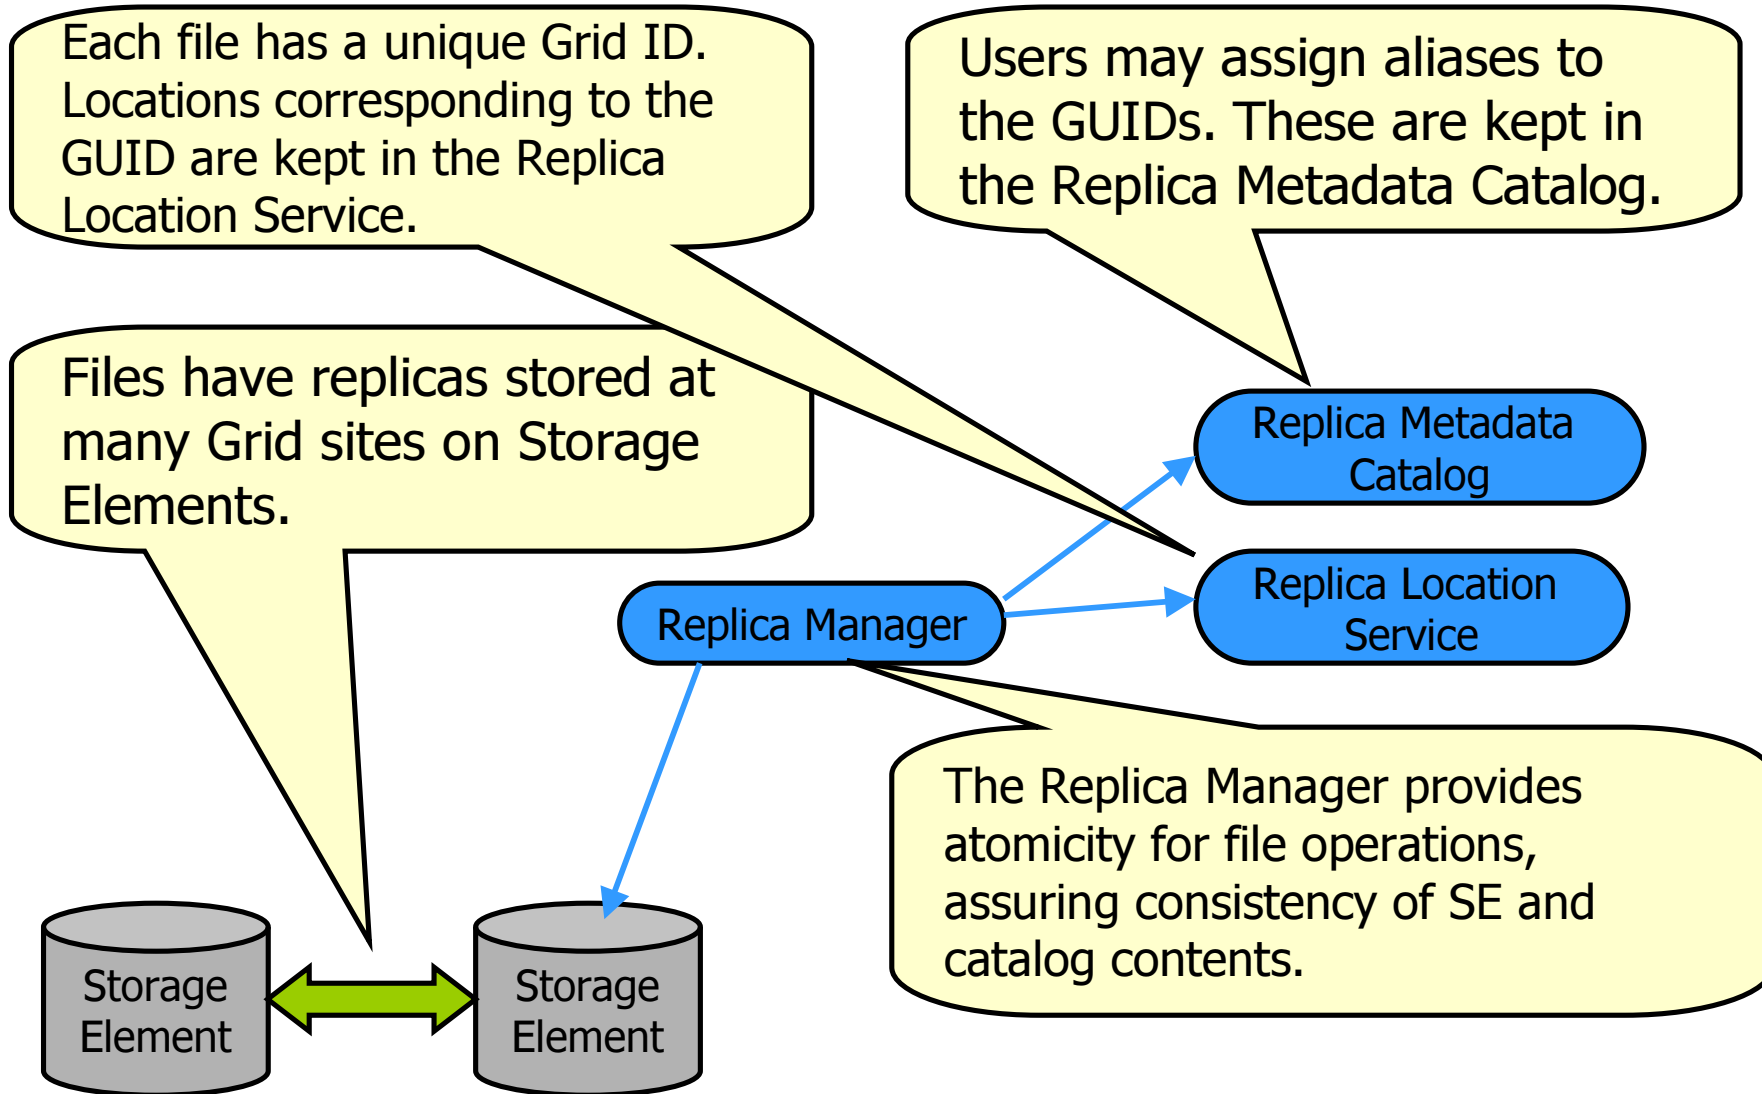 Each file has a unique Grid ID.
Locations corresponding to the
GUID are kept in the Replica
Location Service.
Users may assign aliases to
the GUIDs. These are kept in
the Replica Metadata Catalog.
Files have replicas stored at
many Grid sites on Storage
Elements.
Replica Metadata
Catalog
Replica Location
Service
Replica Manager
The Replica Manager provides
atomicity for file operations,
assuring consistency of SE and
catalog contents.
Storage
Element
Storage
Element